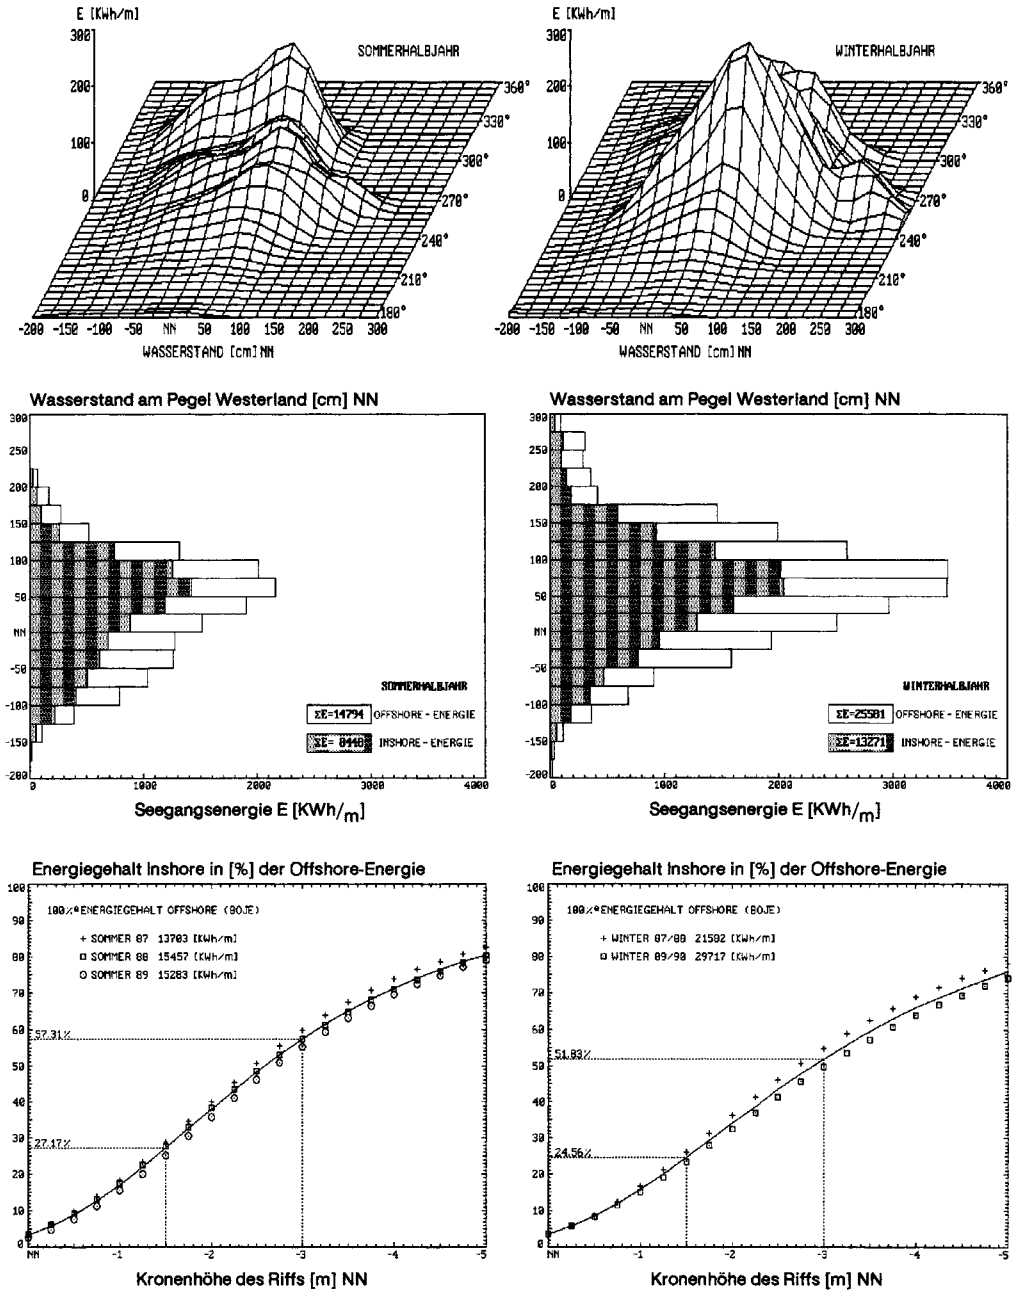 E [KWh/m]
300
200
100
0
SOMMERHALBJAHR
360°
330°
300°
270°
240°
210°
180°
-200 -150 -100 -50 NN 50 100 150 200 250 300
WASSERSTAND [cm] NN
E [KWh/m]
300
200
100
0
WINTERHALBJAHR
360°
330°
300°
270°
240°
210°
180°
-200 -150 -100 -50 NN 50 100 150 200 250 300
WASSERSTAND [cm] NN
Wasserstand am Pegel Westerland [cm] NN
300
250
200
150
100
50
NN
-50
-100
-150
-200
SOMMERHALBJAHR
ΣE=14794 OFFSHORE-ENERGIE
ΣE= 8448 INSHORE-ENERGIE
0 1000 2000 3000 4000
Seegangsenergie E [KWh/m]
Wasserstand am Pegel Westerland [cm] NN
300
250
200
150
100
50
NN
-50
-100
-150
-200
WINTERHALBJAHR
ΣE=25581 OFFSHORE-ENERGIE
ΣE=13271 INSHORE-ENERGIE
0 1000 2000 3000 4000
Seegangsenergie E [KWh/m]
Energiegehalt Inshore in [%] der Offshore-Energie
100
90
80
70
60
50
40
30
20
10
0
100%=ENERGIEGEHALT OFFSHORE (BOJE)
+ SOMMER 87 13703 [KWh/m]
SOMMER 88 15457 [KWh/m]
SOMMER 89 15283 [KWh/m]
57.31%
27.17%
NN -1 -2 -3 -4 -5
Kronenhöhe des Riffs [m] NN
Energiegehalt Inshore in [%] der Offshore-Energie
100
90
80
70
60
50
40
30
20
10
0
100%=ENERGIEGEHALT OFFSHORE (BOJE)
+ WINTER 87/88 21582 [KWh/m]
WINTER 89/90 29717 [KWh/m]
51.83%
24.56%
NN -1 -2 -3 -4 -5
Kronenhöhe des Riffs [m] NN